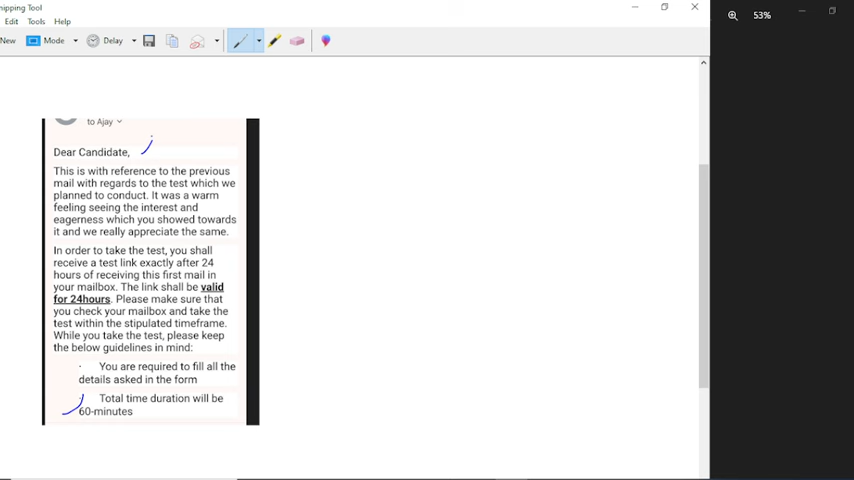 nipping Tool
Edit Tools Help
New Mode Delay
53%
to Ajay
Dear Candidate,
This is with reference to the previous
mail with regards to the test which we
planned to conduct. It was a warm
feeling seeing the interest and
eagerness which you showed towards
it and we really appreciate the same.
In order to take the test, you shall
receive a test link exactly after 24
hours of receiving this first mail in
your mailbox. The link shall be valid
for 24hours. Please make sure that
you check your mailbox and take the
test within the stipulated timeframe.
While you take the test, please keep
the below guidelines in mind:
· You are required to fill all the
details asked in the form
· Total time duration will be
60-minutes